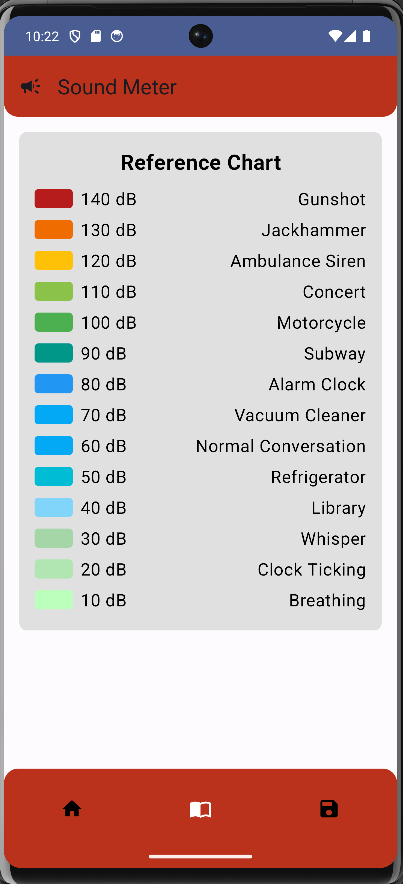 10:22
Sound Meter
Reference Chart
140 dB Gunshot
130 dB Jackhammer
120 dB Ambulance Siren
110 dB Concert
100 dB Motorcycle
90 dB Subway
80 dB Alarm Clock
70 dB Vacuum Cleaner
60 dB Normal Conversation
50 dB Refrigerator
40 dB Library
30 dB Whisper
20 dB Clock Ticking
10 dB Breathing